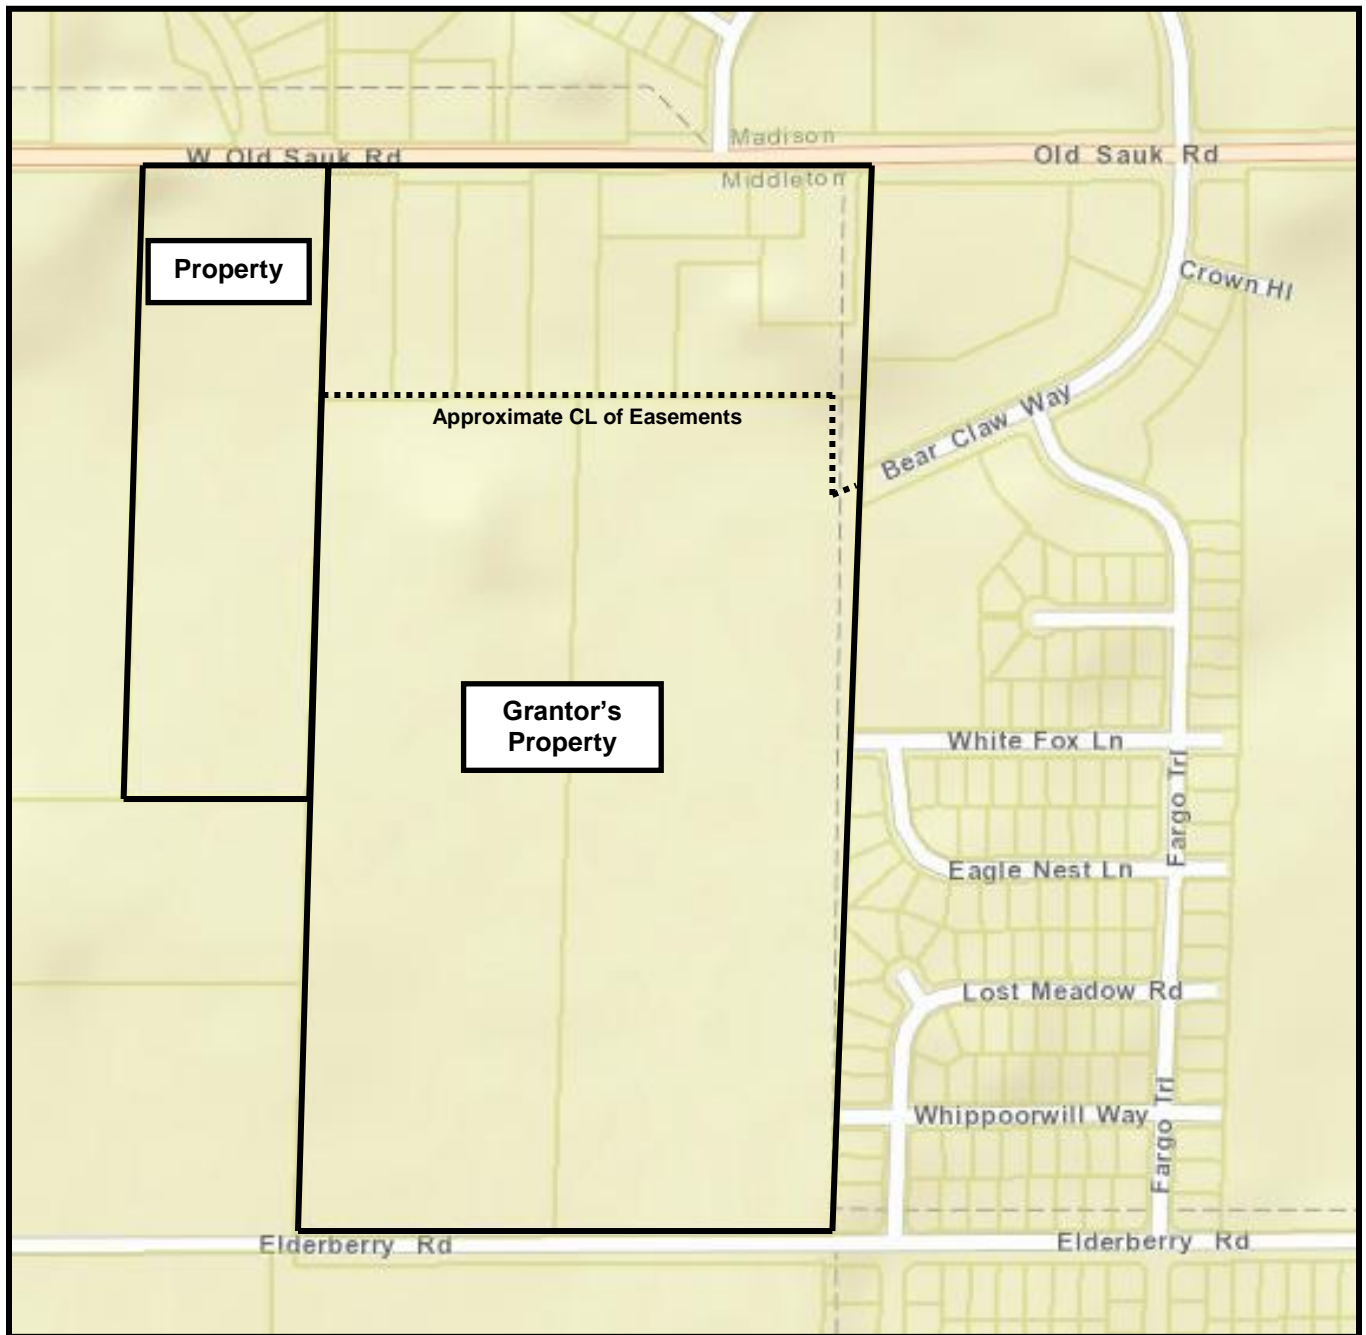 Madison
W Old Sauk Rd
Old Sauk Rd
Middleton
Property
Crown Hl
Approximate CL of Easements
Bear Claw Way
Grantor’s
Property
White Fox Ln
Fargo Trl
Eagle Nest Ln
Lost Meadow Rd
Whippoorwill Way
Fargo Trl
Elderberry Rd
Elderberry Rd